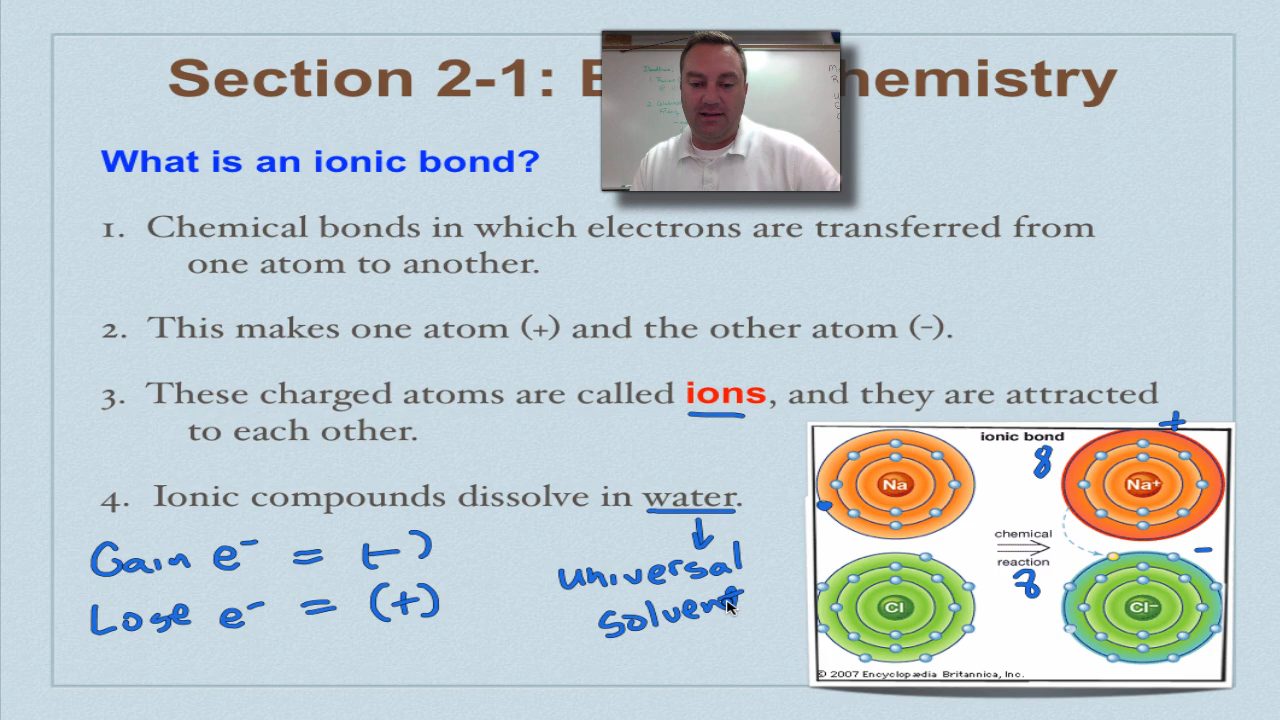 Section 2-1: B hemistry
What is an ionic bond?
1. Chemical bonds in which electrons are transferred from
one atom to another.
2. This makes one atom (+) and the other atom (-).
3. These charged atoms are called ions, and they are attracted
to each other.
4. Ionic compounds dissolve in water.
Gain e⁻ = (-)
Lose e⁻ = (+)
universal
solvent
ionic bond
+
8
Na
Na⁺
chemical
reaction
-
8
Cl
Cl⁻
© 2007 Encyclopædia Britannica, Inc.